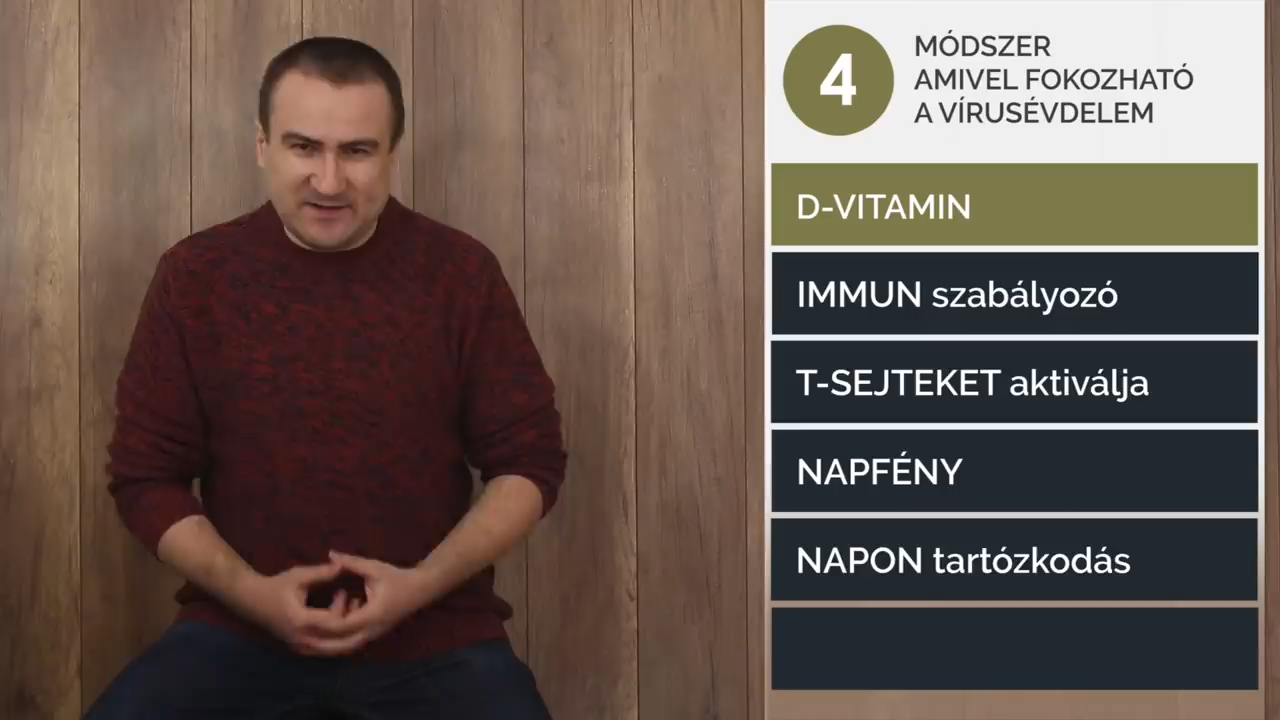 4
MÓDSZER
AMIVEL FOKOZHATÓ
A VÍRUSÉVDELEM
D-VITAMIN
IMMUN szabályozó
T-SEJTEKET aktiválja
NAPFÉNY
NAPON tartózkodás